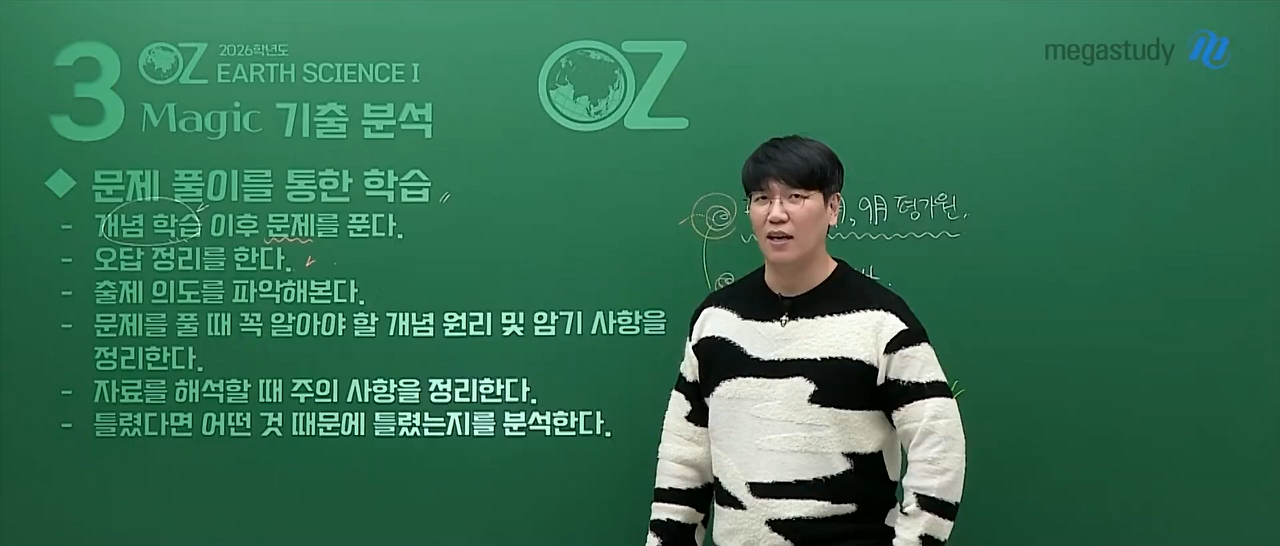 3
OZ 2026학년도
EARTH SCIENCE I
Magic 기출 분석
OZ
megastudy
◆ 문제 풀이를 통한 학습
- 개념 학습 이후 문제를 푼다.
- 오답 정리를 한다.
- 출제 의도를 파악해본다.
- 문제를 풀 때 꼭 알아야 할 개념 원리 및 암기 사항을
정리한다.
- 자료를 해석할 때 주의 사항을 정리한다.
- 틀렸다면 어떤 것 때문에 틀렸는지를 분석한다.
, 9月 평가원.